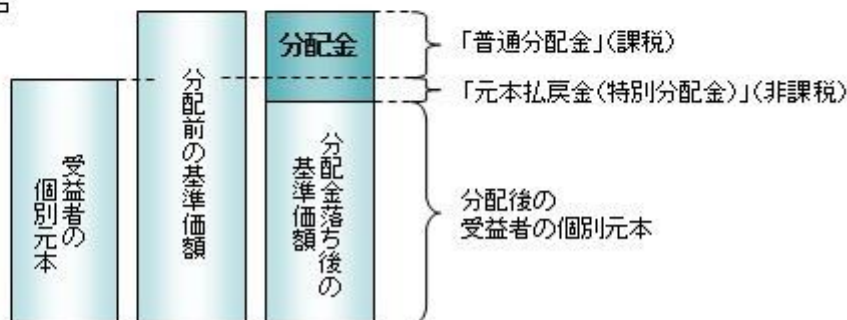 受益者の
個別元本
分配前の基準価額
分配金
分配金落ち後の
基準価額
「普通分配金」(課税)
「元本払戻金(特別分配金)」(非課税)
分配後の
受益者の個別元本